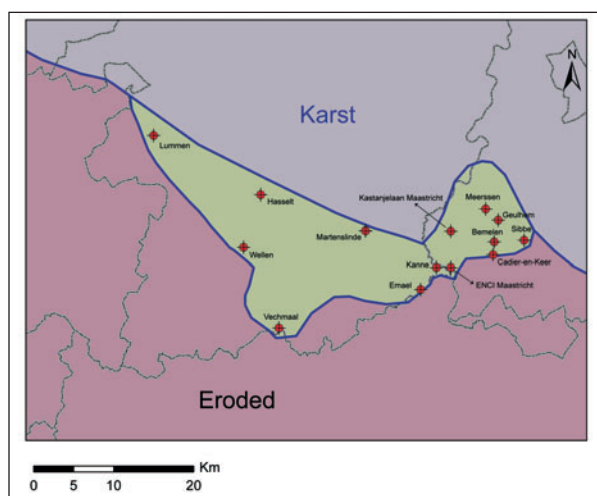 N
Karst
Lummen
Hasselt
Kastanjelaan Maastricht
Meerssen
Geulhem
Martenslinde
Bemelen
Sibbe
Wellen
Kanne
Cadier-en-Keer
Emael
ENCI Maastricht
Vechmaal
Eroded
Km
0 5 10 20